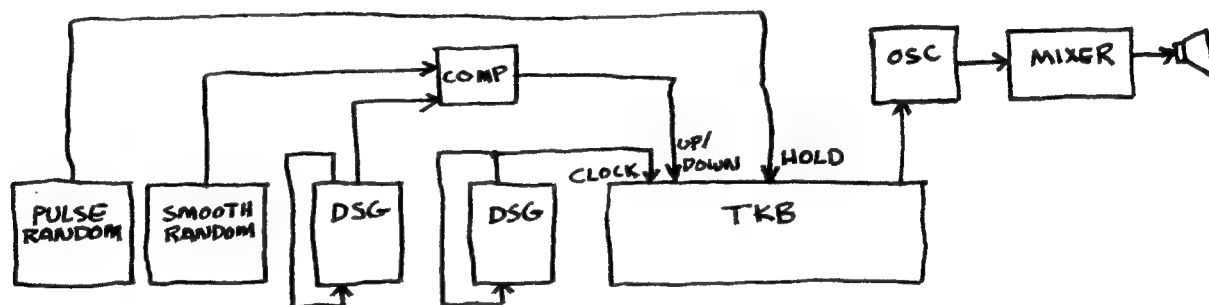 OSC
MIXER
COMP
UP/
DOWN
HOLD
CLOCK
PULSE
RANDOM
SMOOTH
RANDOM
DSG
DSG
TKB